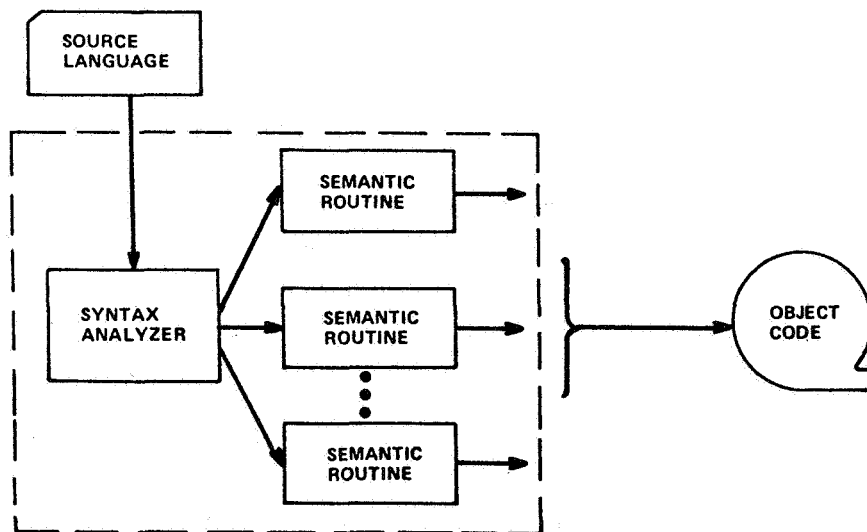 SOURCE
LANGUAGE
SEMANTIC
ROUTINE
SYNTAX
ANALYZER
SEMANTIC
ROUTINE
OBJECT
CODE
SEMANTIC
ROUTINE